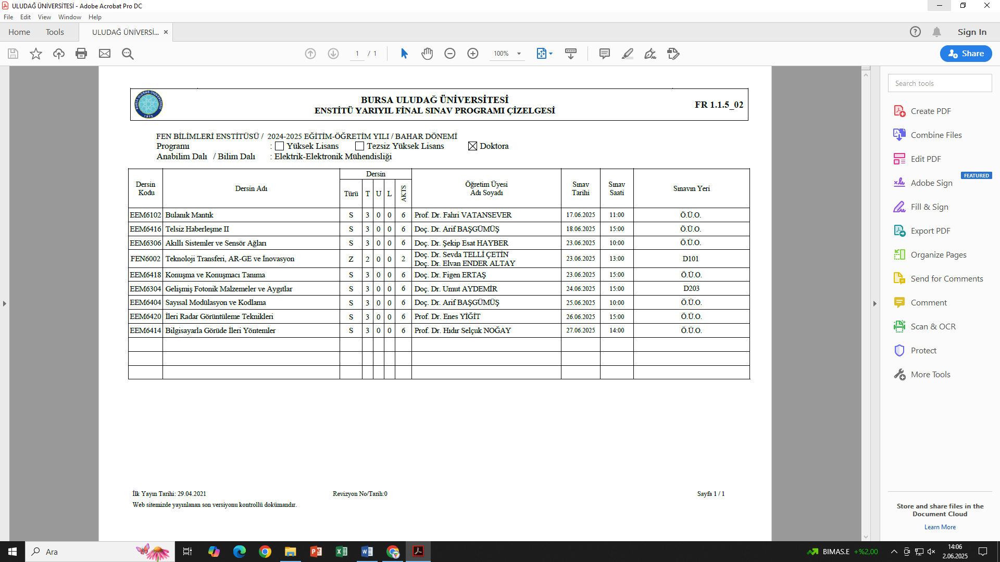 ULUDAĞ ÜNİVERSİTESİ - Adobe Acrobat Pro DC
File Edit View Window Help
Home Tools ULUDAĞ ÜNİVERSİ... × Sign In
1 / 1 100% Share
BURSA ULUDAĞ ÜNİVERSİTESİ
1975
BURSA ULUDAĞ ÜNİVERSİTESİ
ENSTİTÜ YARIYIL FİNAL SINAV PROGRAMI ÇİZELGESİ
FR 1.1.5_02
FEN BİLİMLERİ ENSTİTÜSÜ / 2024-2025 EĞİTİM-ÖĞRETİM YILI / BAHAR DÖNEMİ
Programı : Yüksek Lisans Tezsiz Yüksek Lisans Doktora
Anabilim Dalı / Bilim Dalı : Elektrik-Elektronik Mühendisliği
Dersin Kodu Dersin Adı Dersin Türü T U L AKTS Öğretim Üyesi Adı Soyadı Sınav Tarihi Sınav Saati Sınavın Yeri
EEM6102 Bulanık Mantık S 3 0 0 6 Prof. Dr. Fahri VATANSEVER 17.06.2025 11:00 Ö.Ü.O.
EEM6416 Telsiz Haberleşme II S 3 0 0 6 Doç. Dr. Arif BAŞGÜMÜŞ 18.06.2025 15:00 Ö.Ü.O.
EEM6306 Akıllı Sistemler ve Sensör Ağları S 3 0 0 6 Doç. Dr. Şekip Esat HAYBER 23.06.2025 10:00 Ö.Ü.O.
FEN6002 Teknoloji Transferi, AR-GE ve İnovasyon Z 2 0 0 2 Doç. Dr. Sevda TELLİ ÇETİN
Doç. Dr. Elvan ENDER ALTAY 23.06.2025 13:00 D101
EEM6418 Konuşma ve Konuşmacı Tanıma S 3 0 0 6 Doç. Dr. Figen ERTAŞ 23.06.2025 15:00 Ö.Ü.O.
EEM6304 Gelişmiş Fotonik Malzemeler ve Aygıtlar S 3 0 0 6 Doç. Dr. Umut AYDEMİR 24.06.2025 15:00 D203
EEM6404 Sayısal Modülasyon ve Kodlama S 3 0 0 6 Doç. Dr. Arif BAŞGÜMÜŞ 25.06.2025 10:00 Ö.Ü.O.
EEM6420 İleri Radar Görüntüleme Teknikleri S 3 0 0 6 Prof. Dr. Enes YİĞİT 26.06.2025 15:00 Ö.Ü.O.
EEM6414 Bilgisayarla Görüde İleri Yöntemler S 3 0 0 6 Prof. Dr. Hıdır Selçuk NOĞAY 27.06.2025 14:00 Ö.Ü.O.
İlk Yayın Tarihi: 29.04.2021 Revizyon No/Tarih:0 Sayfa 1 / 1
Web sitemizde yayınlanan son versiyonu kontrollü dokümandır.
Search tools
Create PDF
Combine Files
Edit PDF
FEATURED
Adobe Sign
Fill & Sign
Export PDF
Organize Pages
Send for Comments
Comment
Scan & OCR
Protect
More Tools
Store and share files in the
Document Cloud
Learn More
Ara
BIMAS.E +%2,00
14:06
2.06.2025